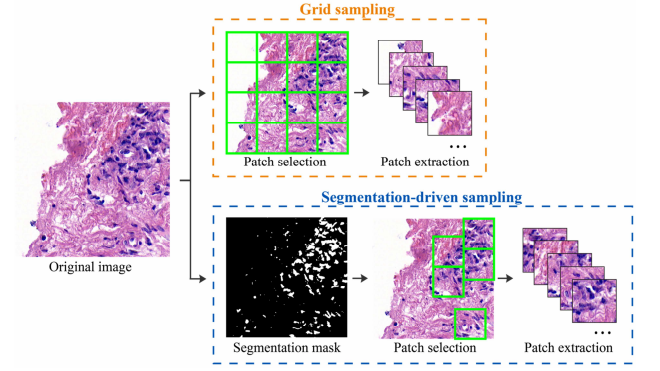 Grid sampling
Patch selection
Patch extraction
...
Original image
Segmentation-driven sampling
Segmentation mask
Patch selection
Patch extraction
...